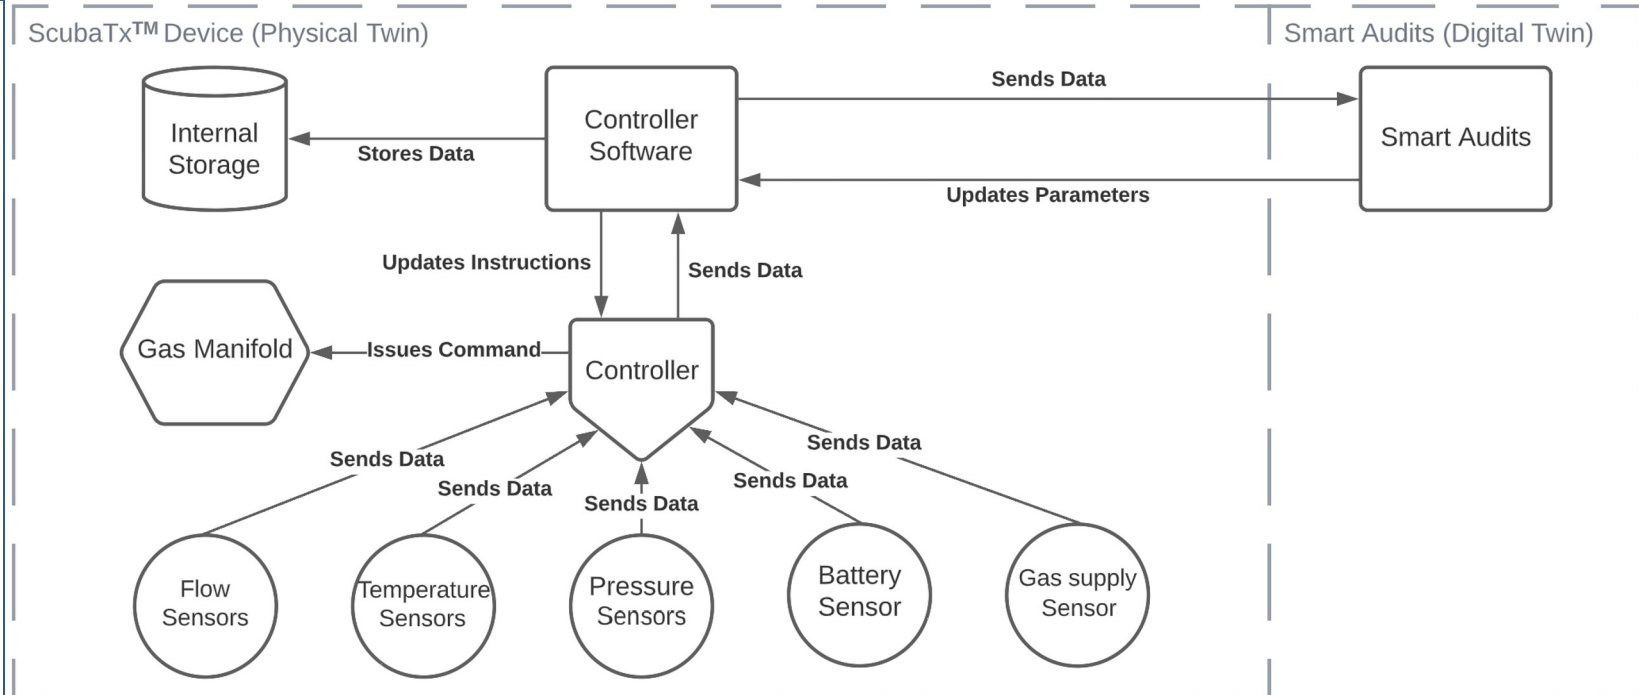 ScubaTx™ Device (Physical Twin)
Smart Audits (Digital Twin)
Internal
Storage
Stores Data
Controller
Software
Sends Data
Updates Parameters
Smart Audits
Updates Instructions
Sends Data
Gas Manifold
Issues Command
Controller
Sends Data
Sends Data
Sends Data
Sends Data
Sends Data
Flow
Sensors
Temperature
Sensors
Pressure
Sensors
Battery
Sensor
Gas supply
Sensor